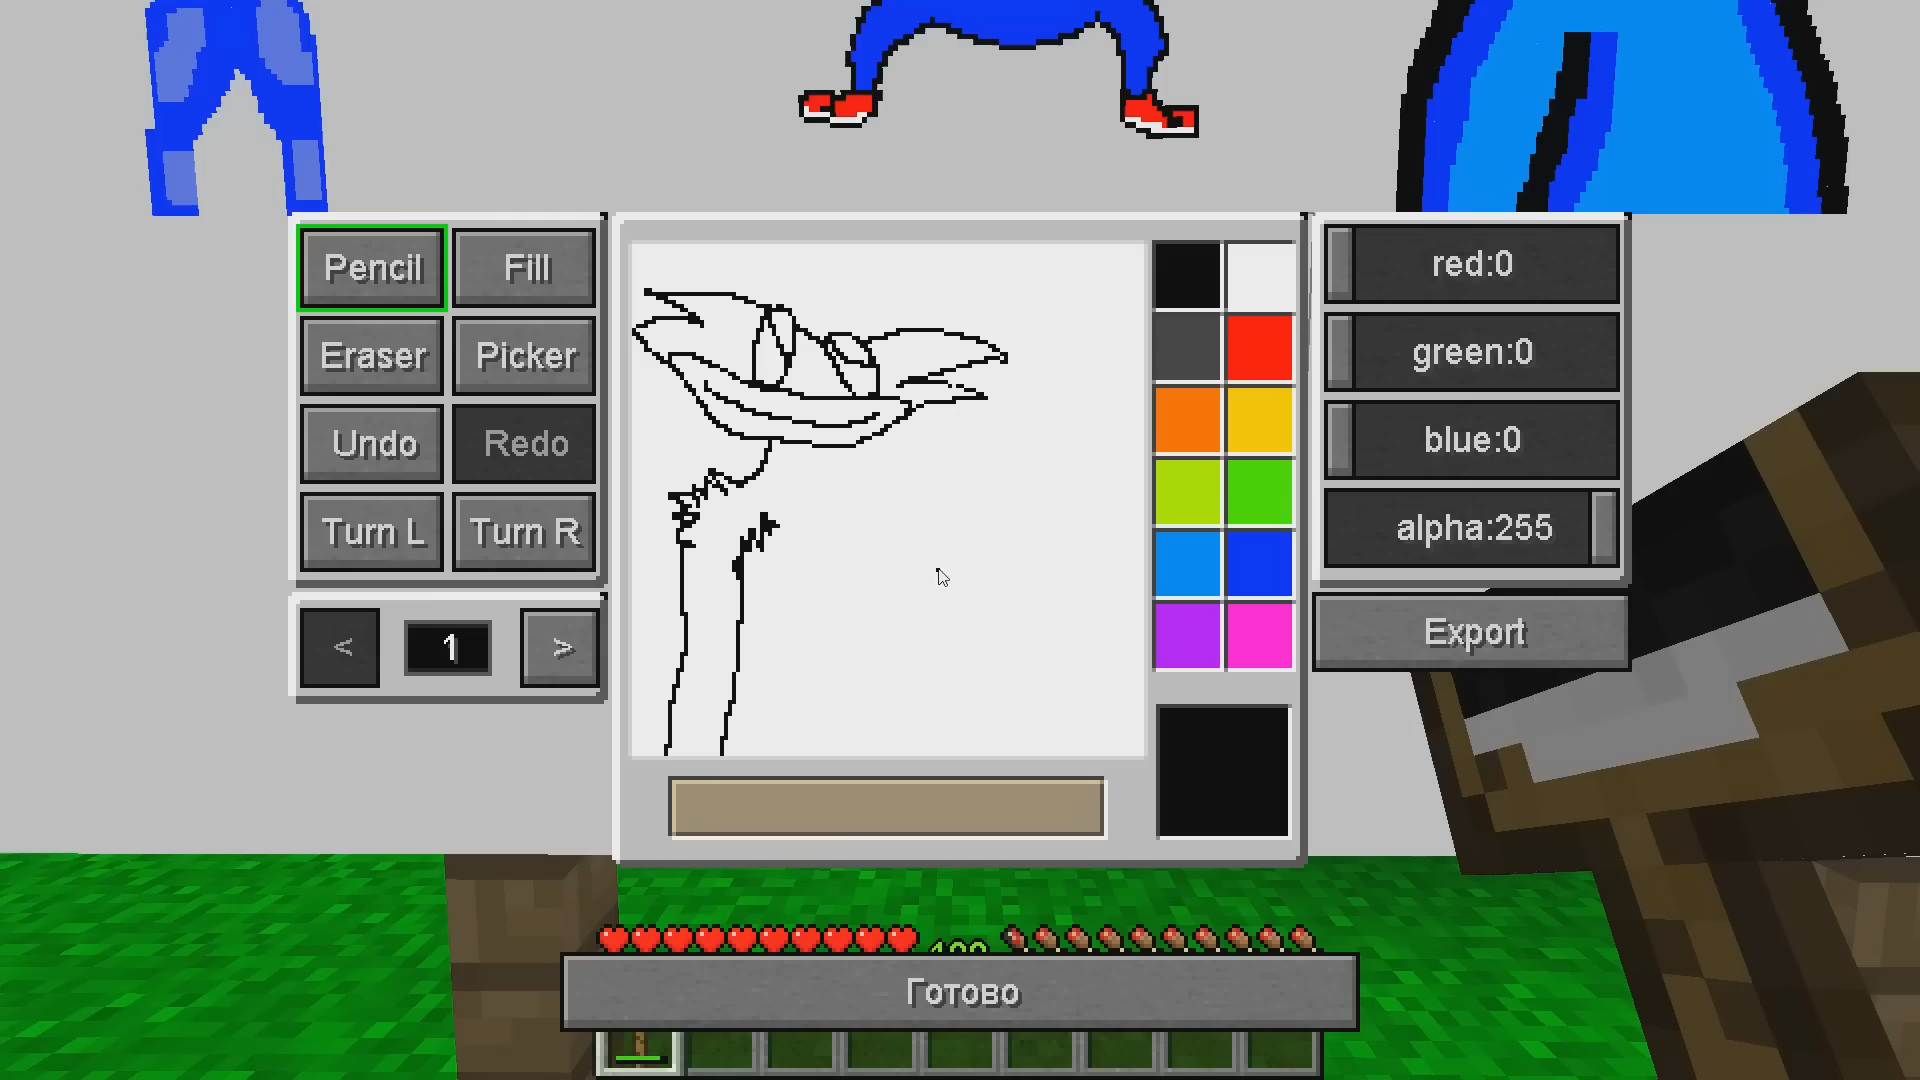 Pencil
Fill
Eraser
Picker
Undo
Redo
Turn L
Turn R
<
1
>
red:0
green:0
blue:0
alpha:255
Export
Готово